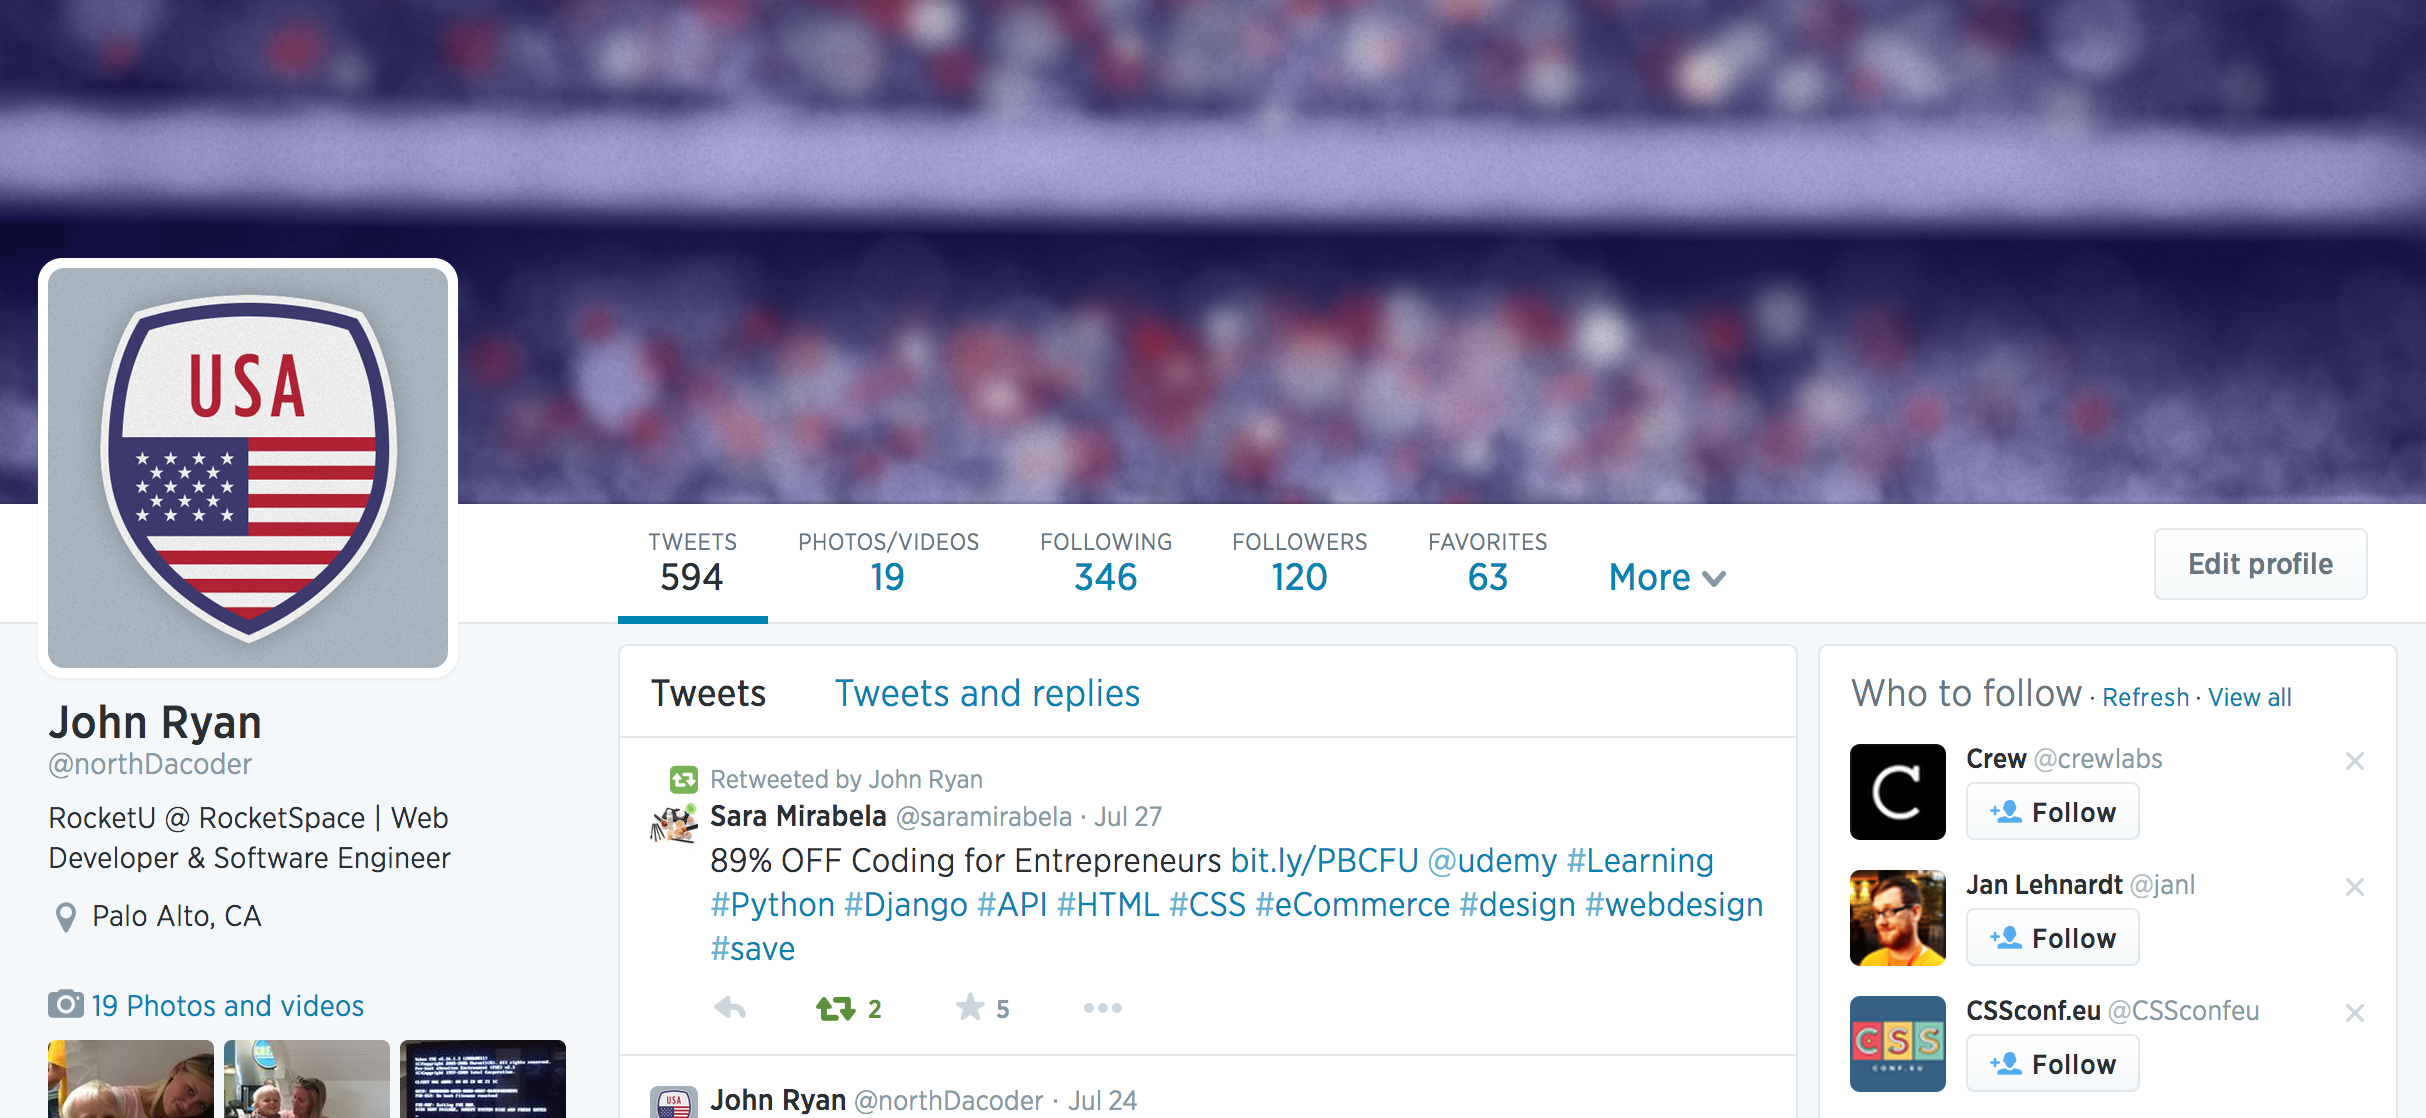 USA
TWEETS
594
PHOTOS/VIDEOS
19
FOLLOWING
346
FOLLOWERS
120
FAVORITES
63
More
Edit profile
John Ryan
@northDacoder
RocketU @ RocketSpace | Web
Developer & Software Engineer
Palo Alto, CA
19 Photos and videos
Tweets Tweets and replies
Retweeted by John Ryan
Sara Mirabela @saramirabela · Jul 27
89% OFF Coding for Entrepreneurs bit.ly/PBCFU @udemy #Learning
#Python #Django #API #HTML #CSS #eCommerce #design #webdesign
#save
2 5
John Ryan @northDacoder · Jul 24
USA
Who to follow · Refresh · View all
C
Crew @crewlabs
Follow
Jan Lehnardt @janl
Follow
CSS
CONF.EU
CSSconf.eu @CSSconfeu
Follow